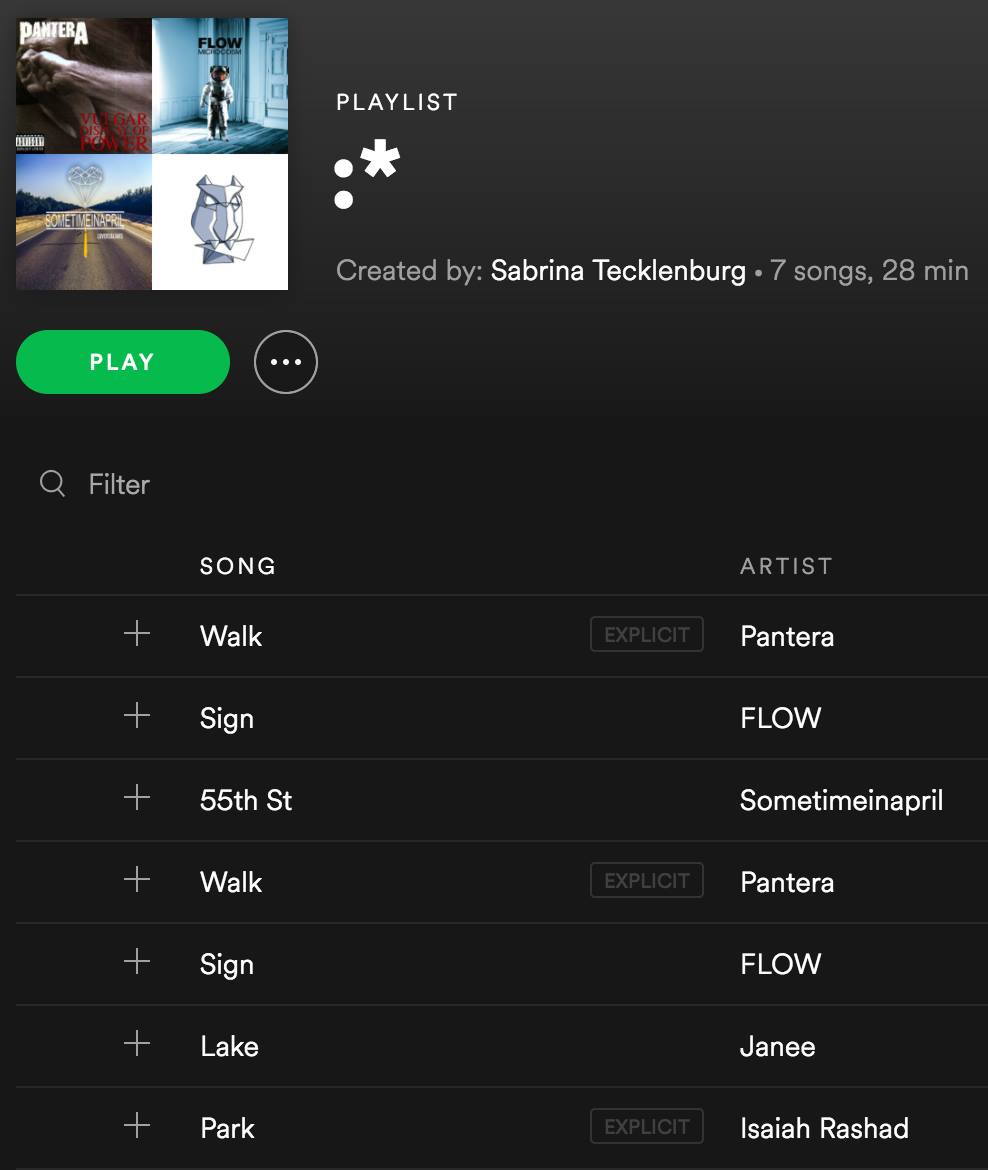 PANTERA
VULGAR
DISPLAY OF
POWER
FLOW
MICROCOSM
SOMETIMEINAPRIL
PLAYLIST
:*
Created by: Sabrina Tecklenburg • 7 songs, 28 min
PLAY
Filter
SONG ARTIST
Walk EXPLICIT Pantera
Sign FLOW
55th St Sometimeinapril
Walk EXPLICIT Pantera
Sign FLOW
Lake Janee
Park EXPLICIT Isaiah Rashad